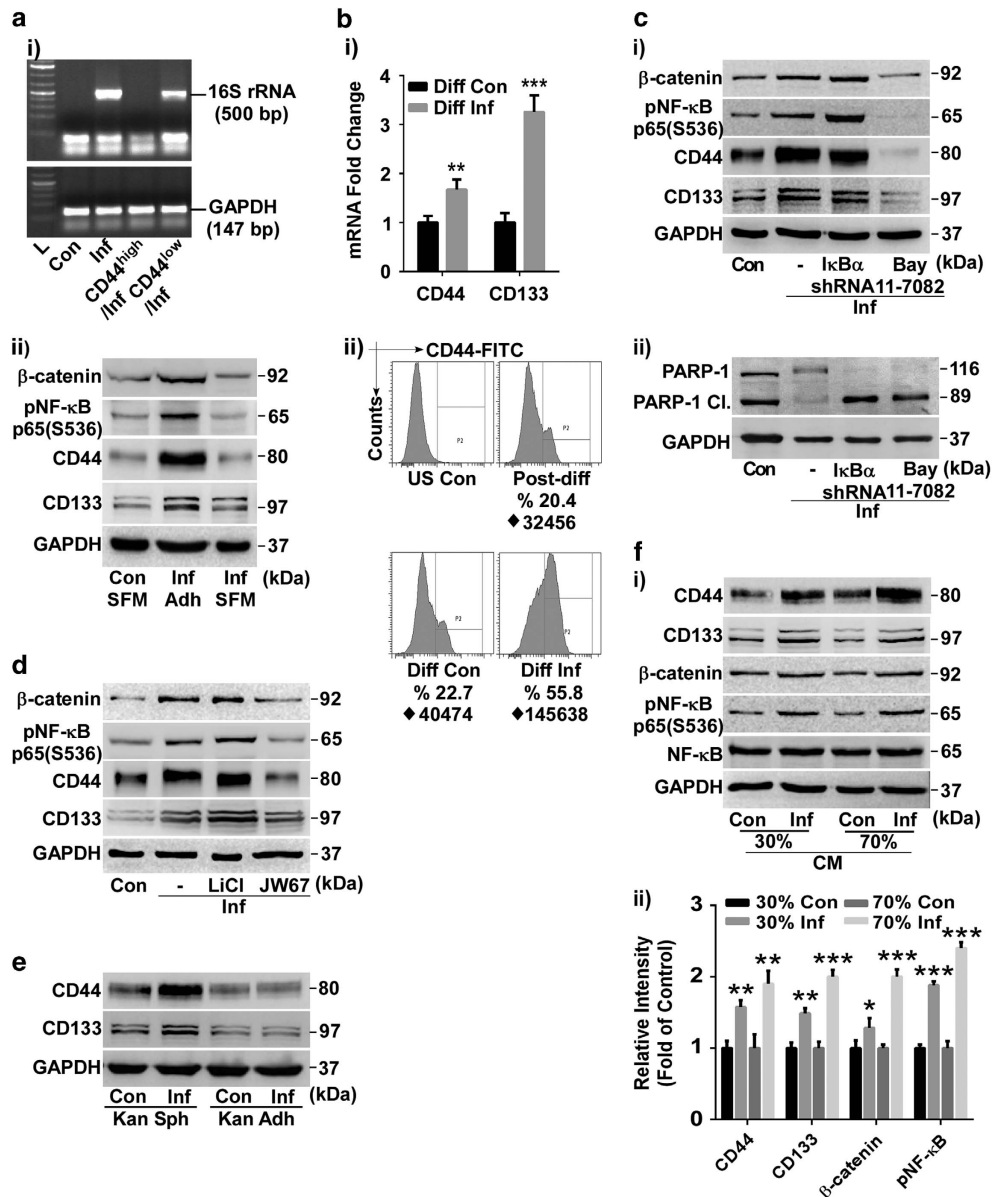 a
i)
16S rRNA
(500 bp)
GAPDH
(147 bp)
L
Con
Inf
CD44high
/Inf
CD44low
/Inf
ii)
β-catenin
92
pNF-κB
p65(S536)
65
CD44
80
CD133
97
GAPDH
37
Con Inf Inf (kDa)
SFM Adh SFM
b
i)
mRNA Fold Change
4
3
2
1
0
Diff Con
Diff Inf
**
***
CD44 CD133
ii)
CD44-FITC
Counts
P2
P2
US Con
Post-diff
% 20.4
◆32456
P2
P2
Diff Con
% 22.7
◆40474
Diff Inf
% 55.8
◆145638
c
i)
β-catenin
92
pNF-κB
p65(S536)
65
CD44
80
CD133
97
GAPDH
37
Con - IκBα Bay (kDa)
shRNA11-7082
Inf
ii)
PARP-1
116
PARP-1 Cl.
89
GAPDH
37
Con - IκBα Bay (kDa)
shRNA11-7082
Inf
d
β-catenin
92
pNF-κB
p65(S536)
65
CD44
80
CD133
97
GAPDH
37
Con - LiCl JW67 (kDa)
Inf
e
CD44
80
CD133
97
GAPDH
37
Con Inf Con Inf (kDa)
Kan Sph Kan Adh
f
i)
CD44
80
CD133
97
β-catenin
92
pNF-κB
p65(S536)
65
NF-κB
65
GAPDH
37
Con Inf Con Inf (kDa)
30% 70%
CM
ii)
Relative Intensity
(Fold of Control)
3
2
1
0
30% Con 70% Con
30% Inf 70% Inf
** ** ** *** * *** *** ***
CD44
CD133
β-catenin
pNF-κB